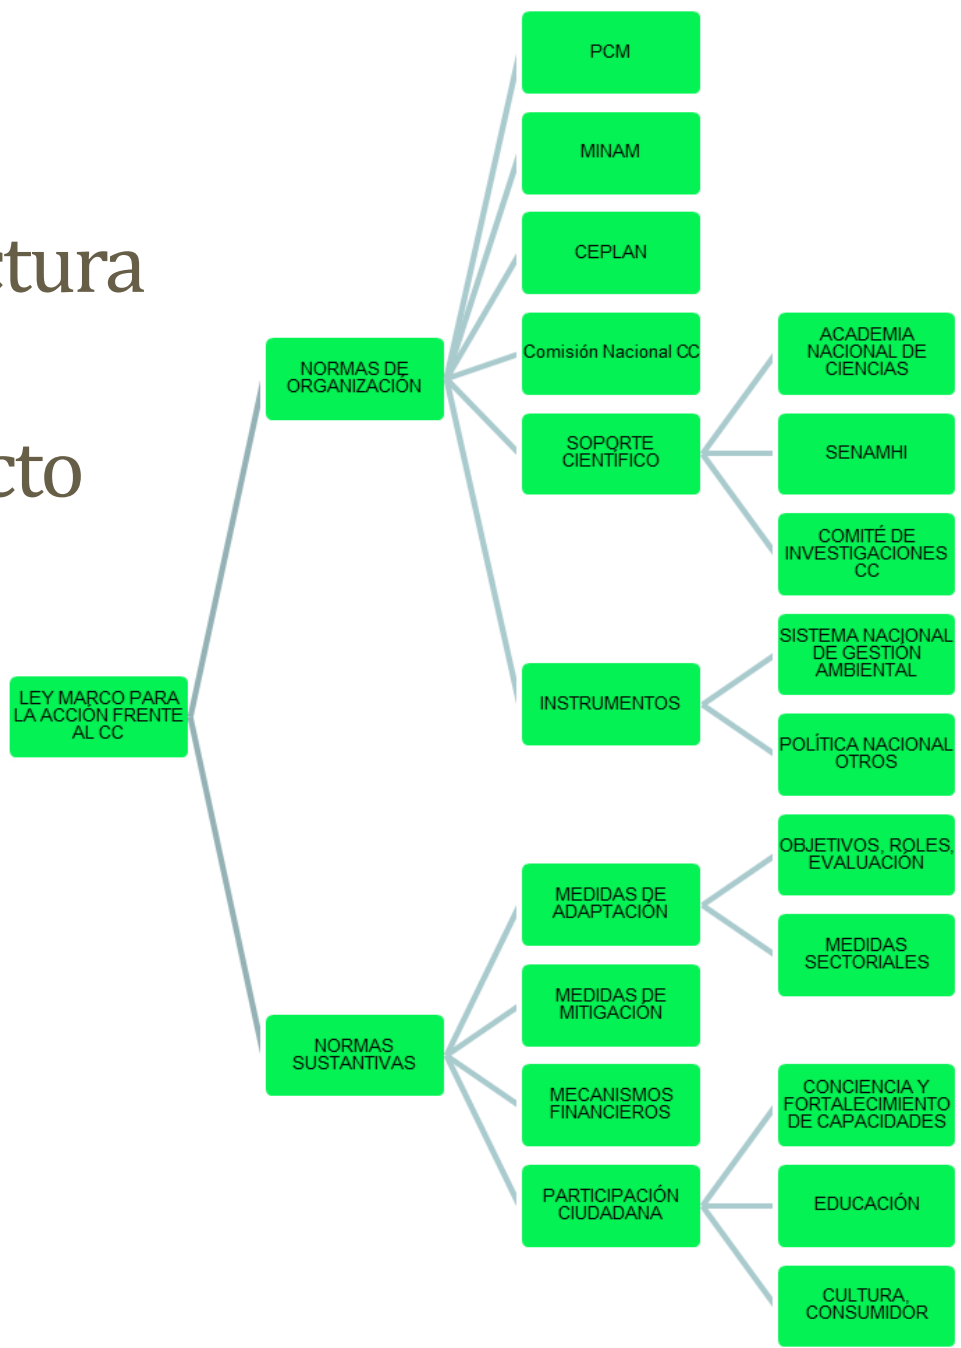 ctura
cto
LEY MARCO PARA
LA ACCIÓN FRENTE
AL CC
NORMAS DE
ORGANIZACIÓN
PCM
MINAM
CEPLAN
Comisión Nacional CC
SOPORTE
CIENTÍFICO
ACADEMIA
NACIONAL DE
CIENCIAS
SENAMHI
COMITÉ DE
INVESTIGACIONES
CC
INSTRUMENTOS
SISTEMA NACIONAL
DE GESTIÓN
AMBIENTAL
POLÍTICA NACIONAL
OTROS
NORMAS
SUSTANTIVAS
MEDIDAS DE
ADAPTACIÓN
OBJETIVOS, ROLES,
EVALUACIÓN
MEDIDAS
SECTORIALES
MEDIDAS DE
MITIGACIÓN
MECANISMOS
FINANCIEROS
PARTICIPACIÓN
CIUDADANA
CONCIENCIA Y
FORTALECIMIENTO
DE CAPACIDADES
EDUCACIÓN
CULTURA,
CONSUMIDOR